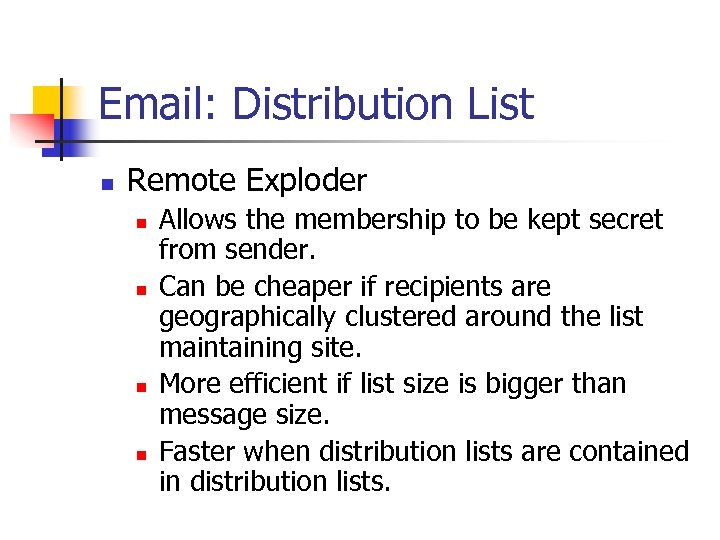 Email: Distribution List
Remote Exploder
Allows the membership to be kept secret
from sender.
Can be cheaper if recipients are
geographically clustered around the list
maintaining site.
More efficient if list size is bigger than
message size.
Faster when distribution lists are contained
in distribution lists.